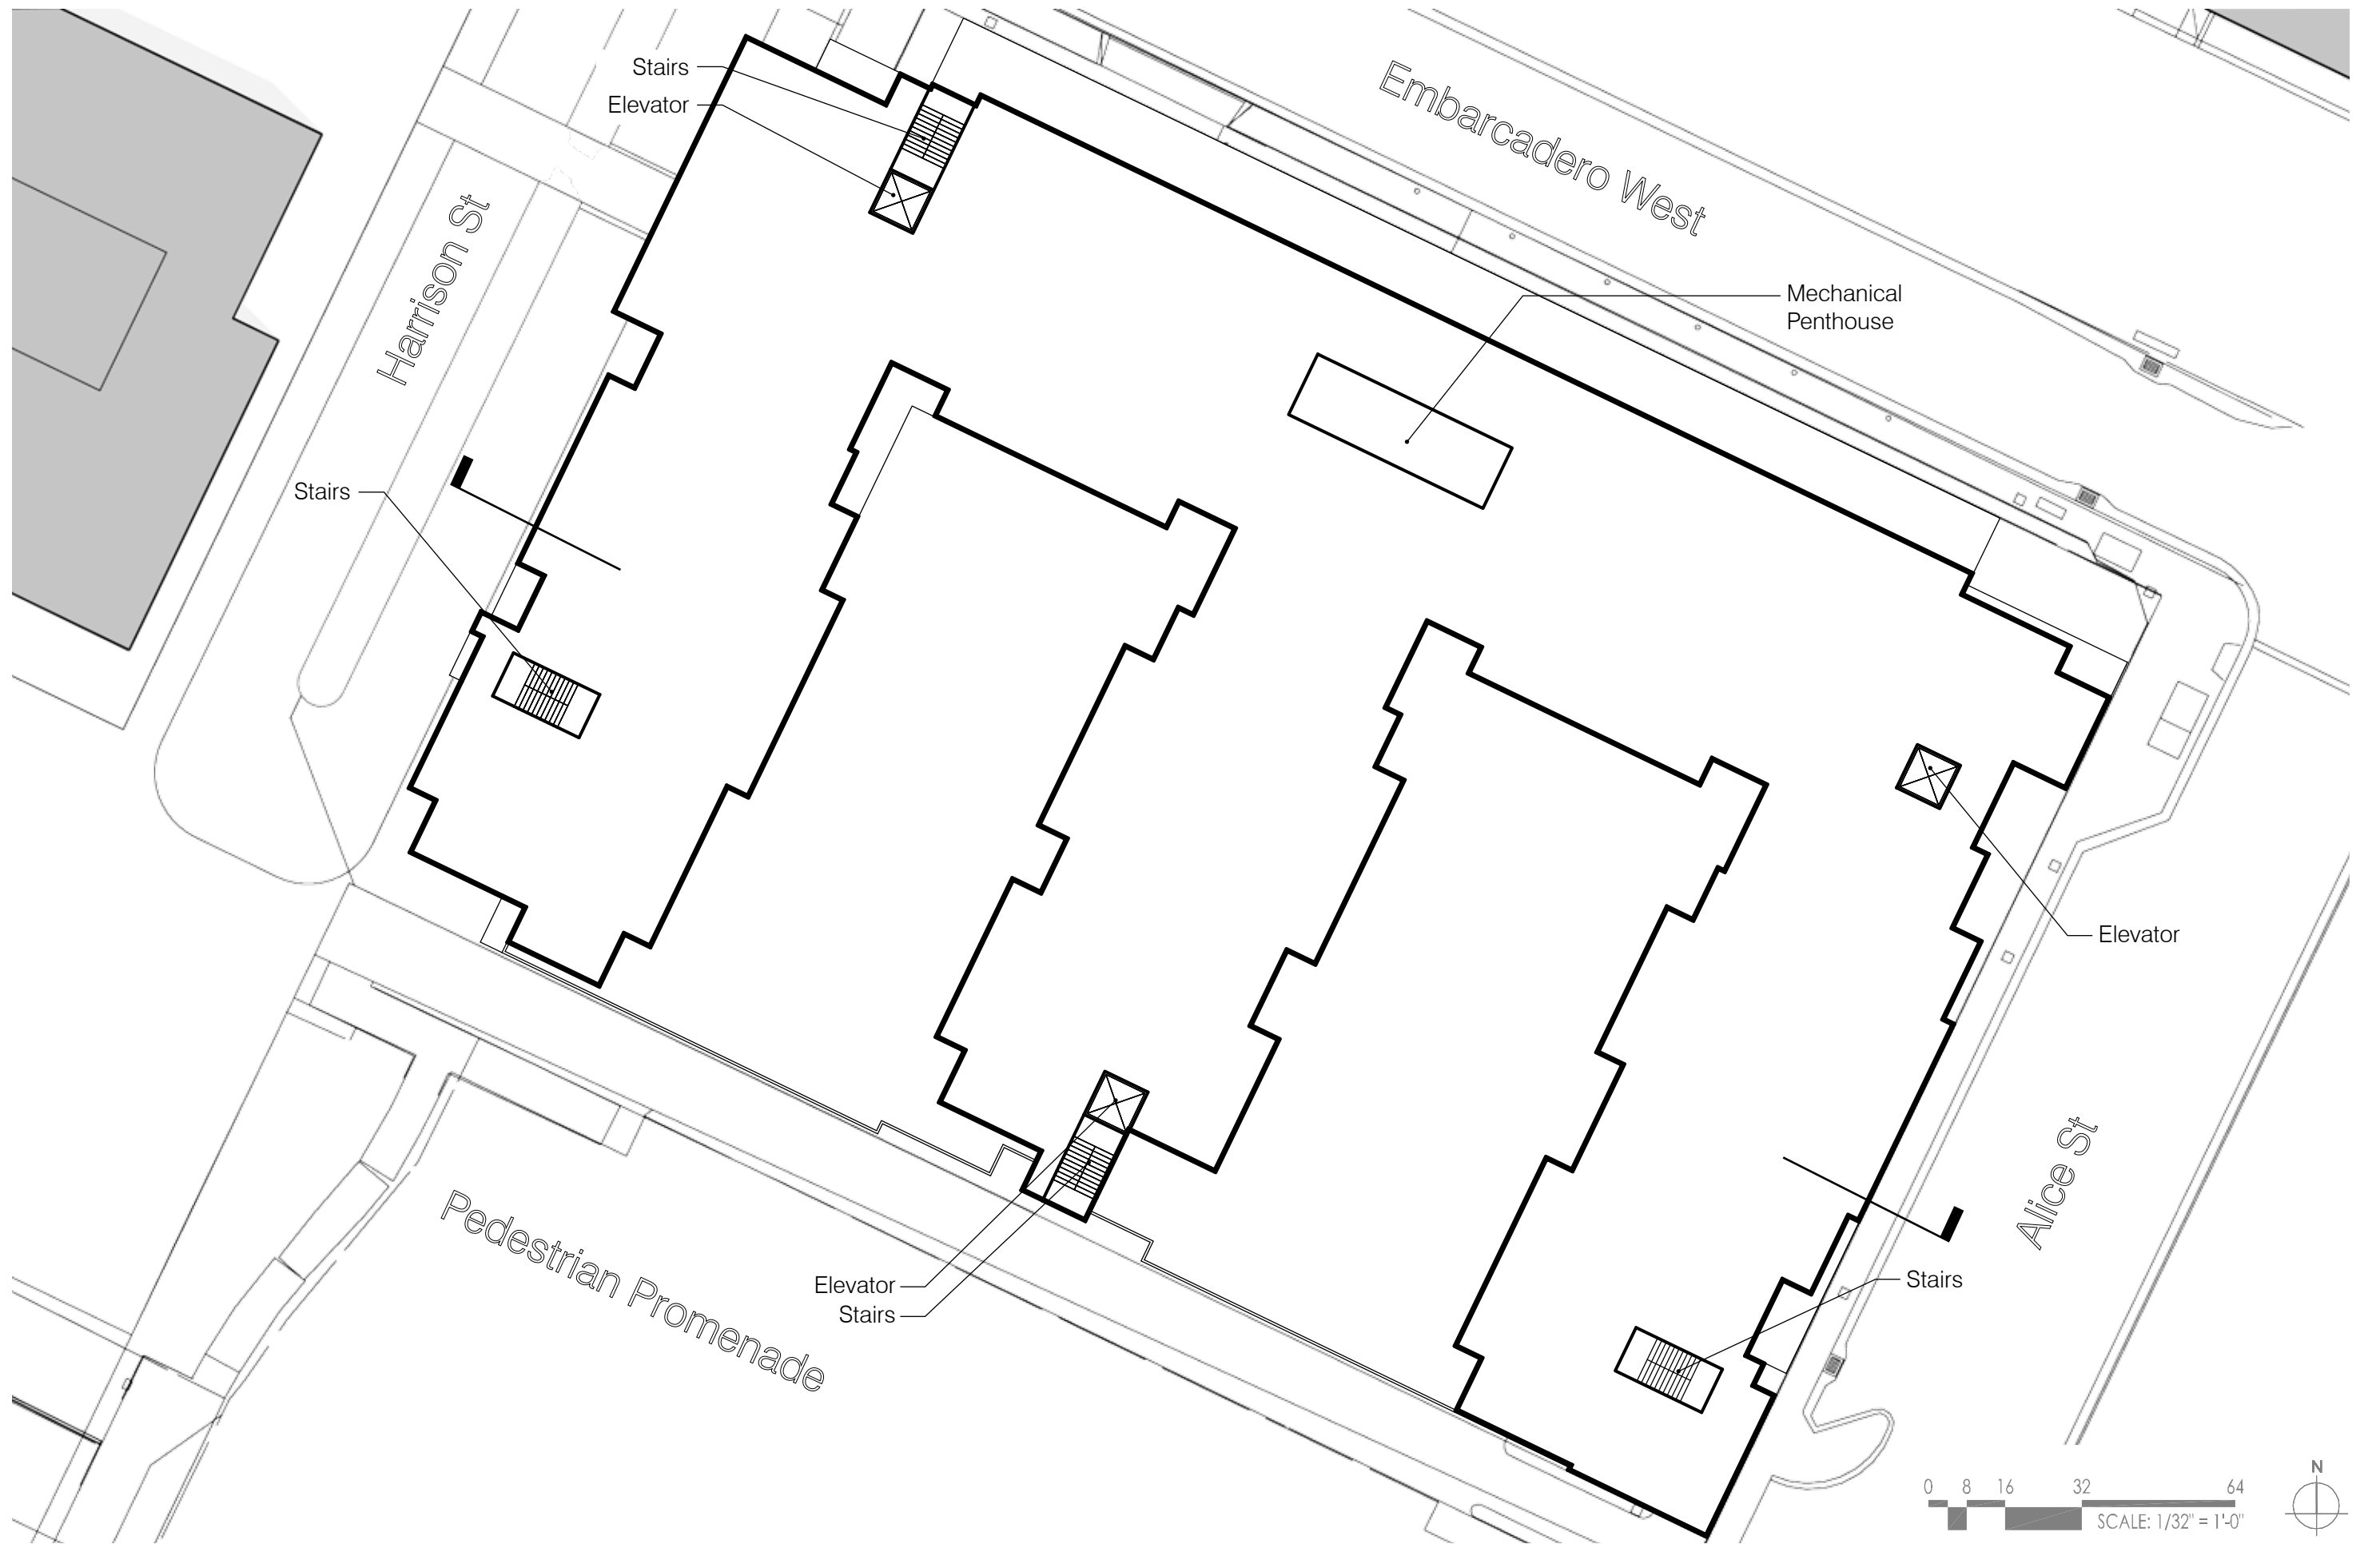 Stairs
Elevator
Embarcadero West
Harrison St
Mechanical
Penthouse
Stairs
Elevator
Alice St
Pedestrian Promenade
Elevator
Stairs
Stairs
N
0 8 16 32 64
SCALE: 1/32" = 1'-0"